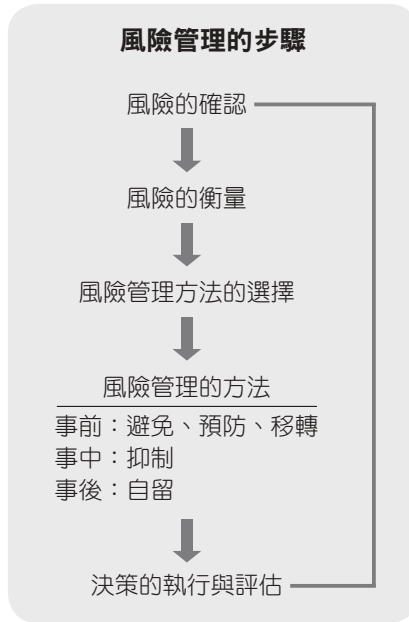 風險管理的步驟
風險的確認
風險的衡量
風險管理方法的選擇
風險管理的方法
事前：避免、預防、移轉
事中：抑制
事後：自留
決策的執行與評估